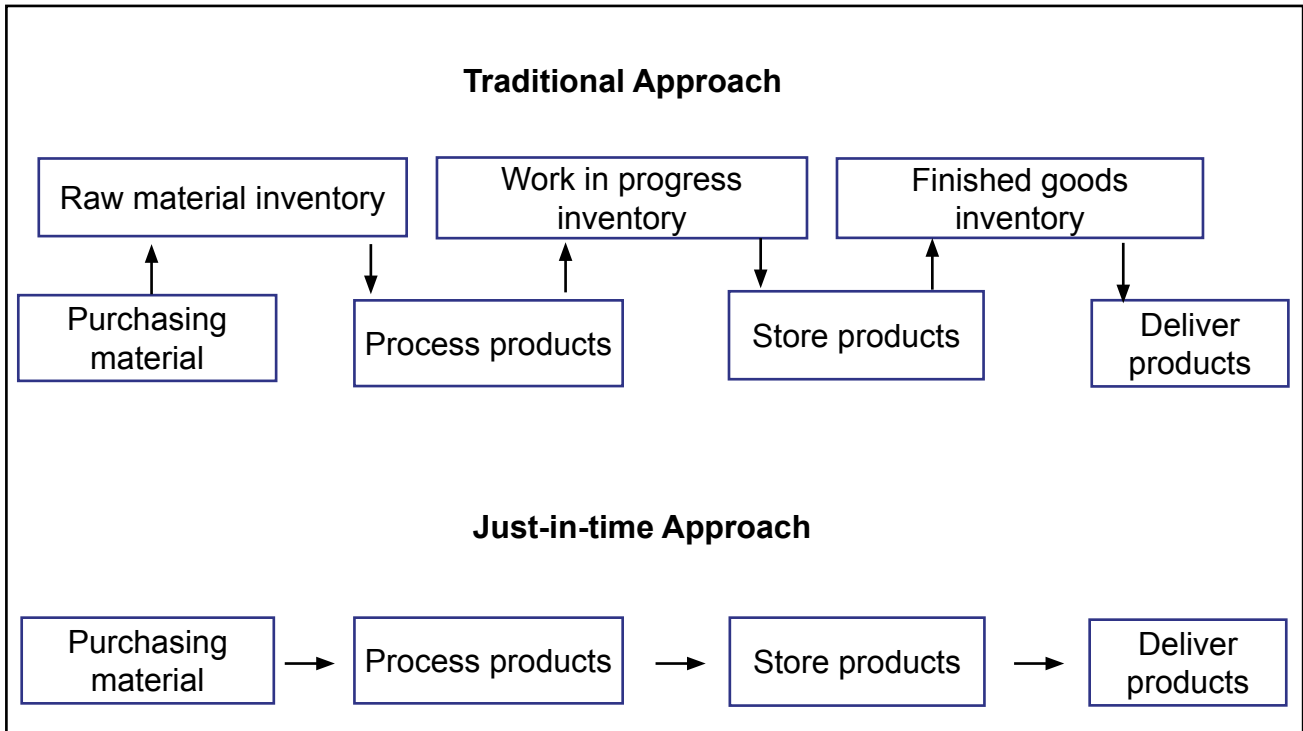 Traditional Approach
Raw material inventory
Work in progress
inventory
Finished goods
inventory
Purchasing
material
Process products
Store products
Deliver
products
Just-in-time Approach
Purchasing
material
Process products
Store products
Deliver
products